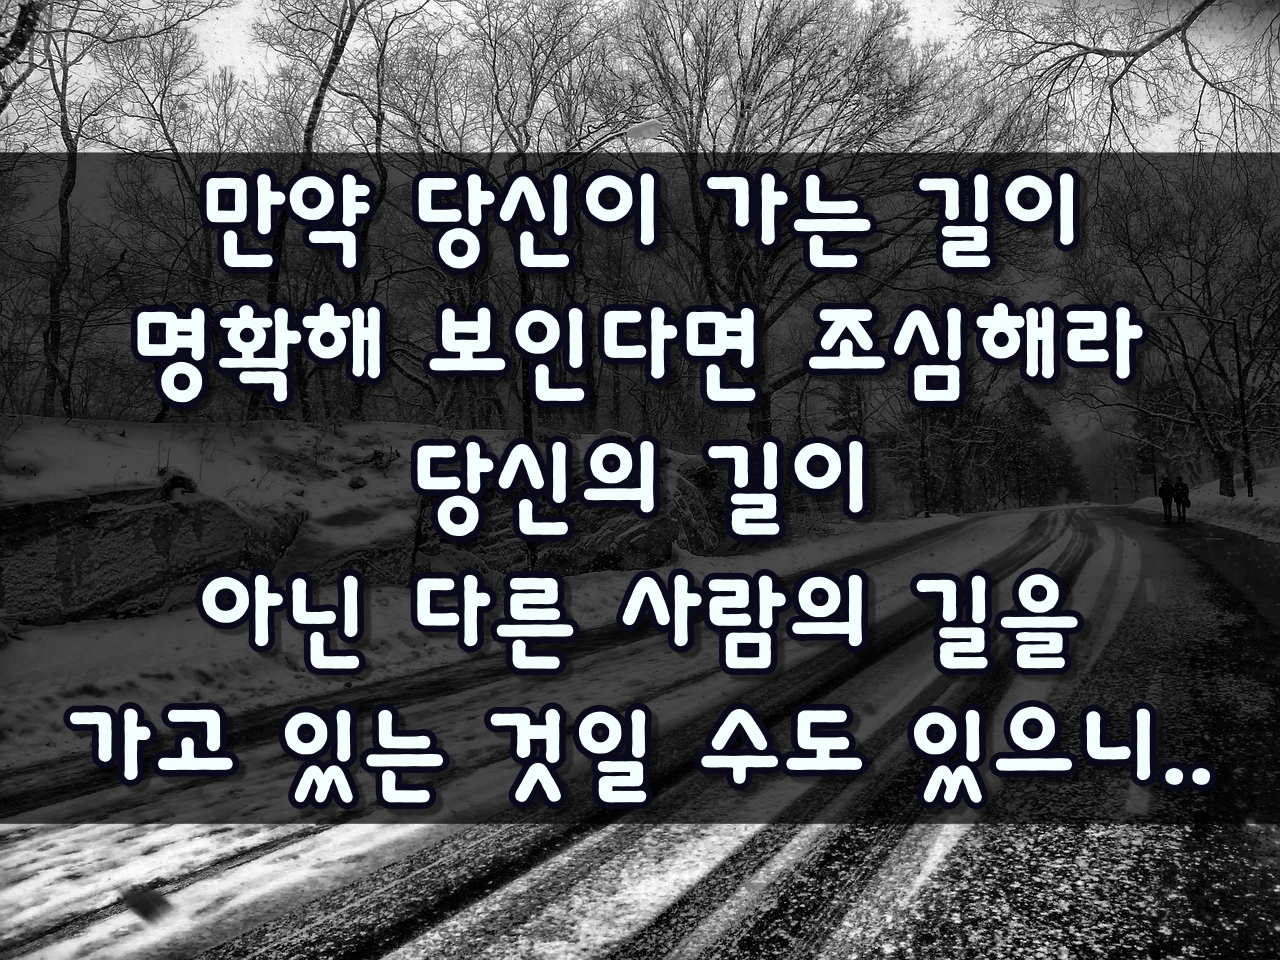 만약 당신이 가는 길이
명확해 보인다면 조심해라
당신의 길이
아닌 다른 사람의 길을
가고 있는 것일 수도 있으니..